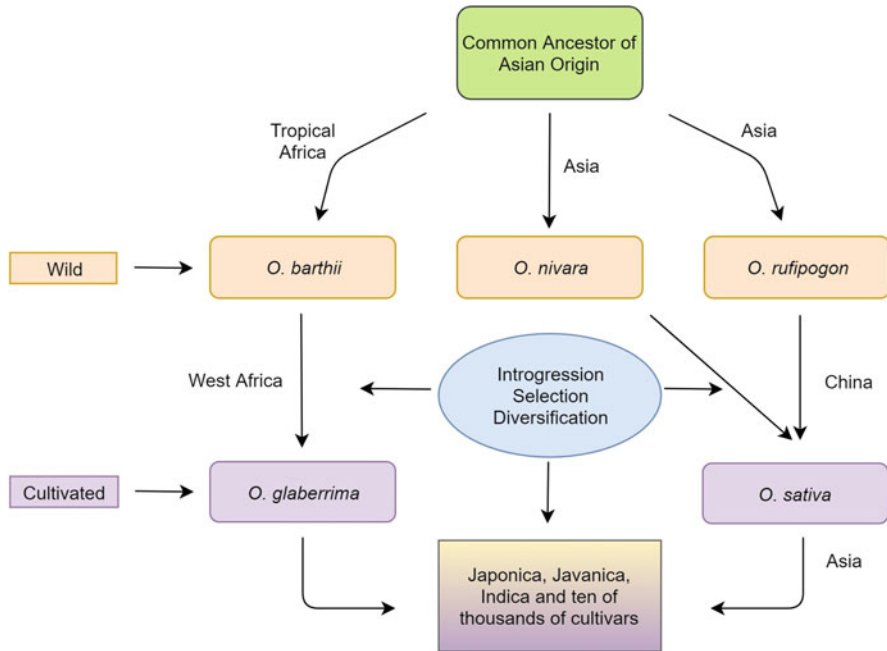 Common Ancestor of
Asian Origin
Tropical
Africa
Asia
Asia
Wild
O. barthii
O. nivara
O. rufipogon
West Africa
Introgression
Selection
Diversification
China
Cultivated
O. glaberrima
O. sativa
Japonica, Javanica,
Indica and ten of
thousands of cultivars
Asia